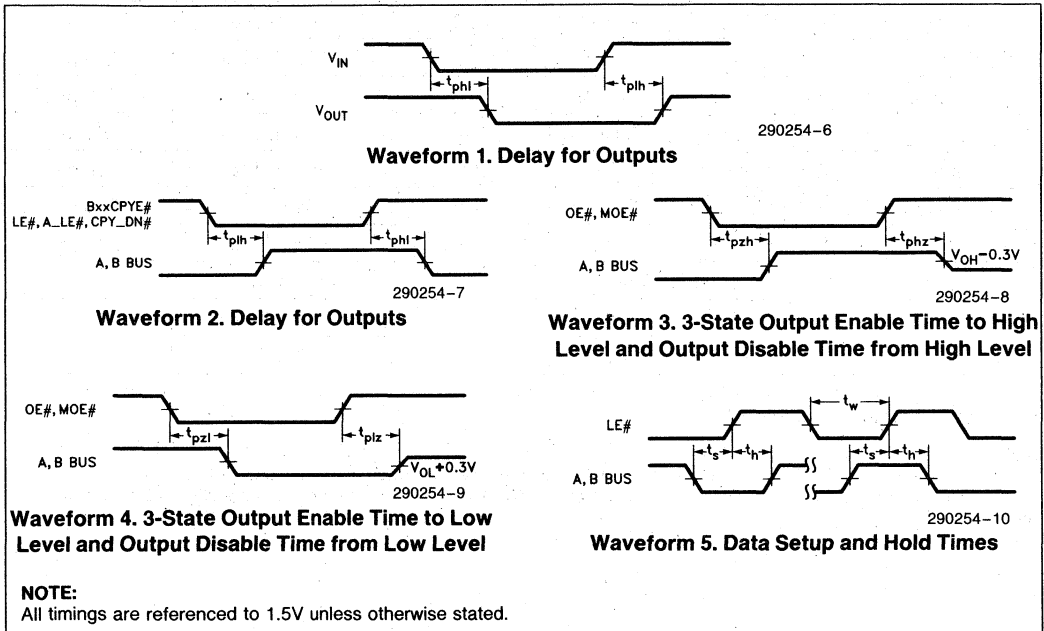 V_IN
t_phl
t_plh
V_OUT
290254-6
Waveform 1. Delay for Outputs
BxxCPYE#
LE#, A_LE#, CPY_DN#
t_plh
t_phl
A, B BUS
290254-7
Waveform 2. Delay for Outputs
OE#, MOE#
t_pzh
t_phz
V_OH-0.3V
A, B BUS
290254-8
Waveform 3. 3-State Output Enable Time to High
Level and Output Disable Time from High Level
OE#, MOE#
t_pzl
t_plz
A, B BUS
V_OL+0.3V
290254-9
Waveform 4. 3-State Output Enable Time to Low
Level and Output Disable Time from Low Level
t_w
LE#
t_s
t_h
t_s
t_h
A, B BUS
290254-10
Waveform 5. Data Setup and Hold Times
NOTE:
All timings are referenced to 1.5V unless otherwise stated.